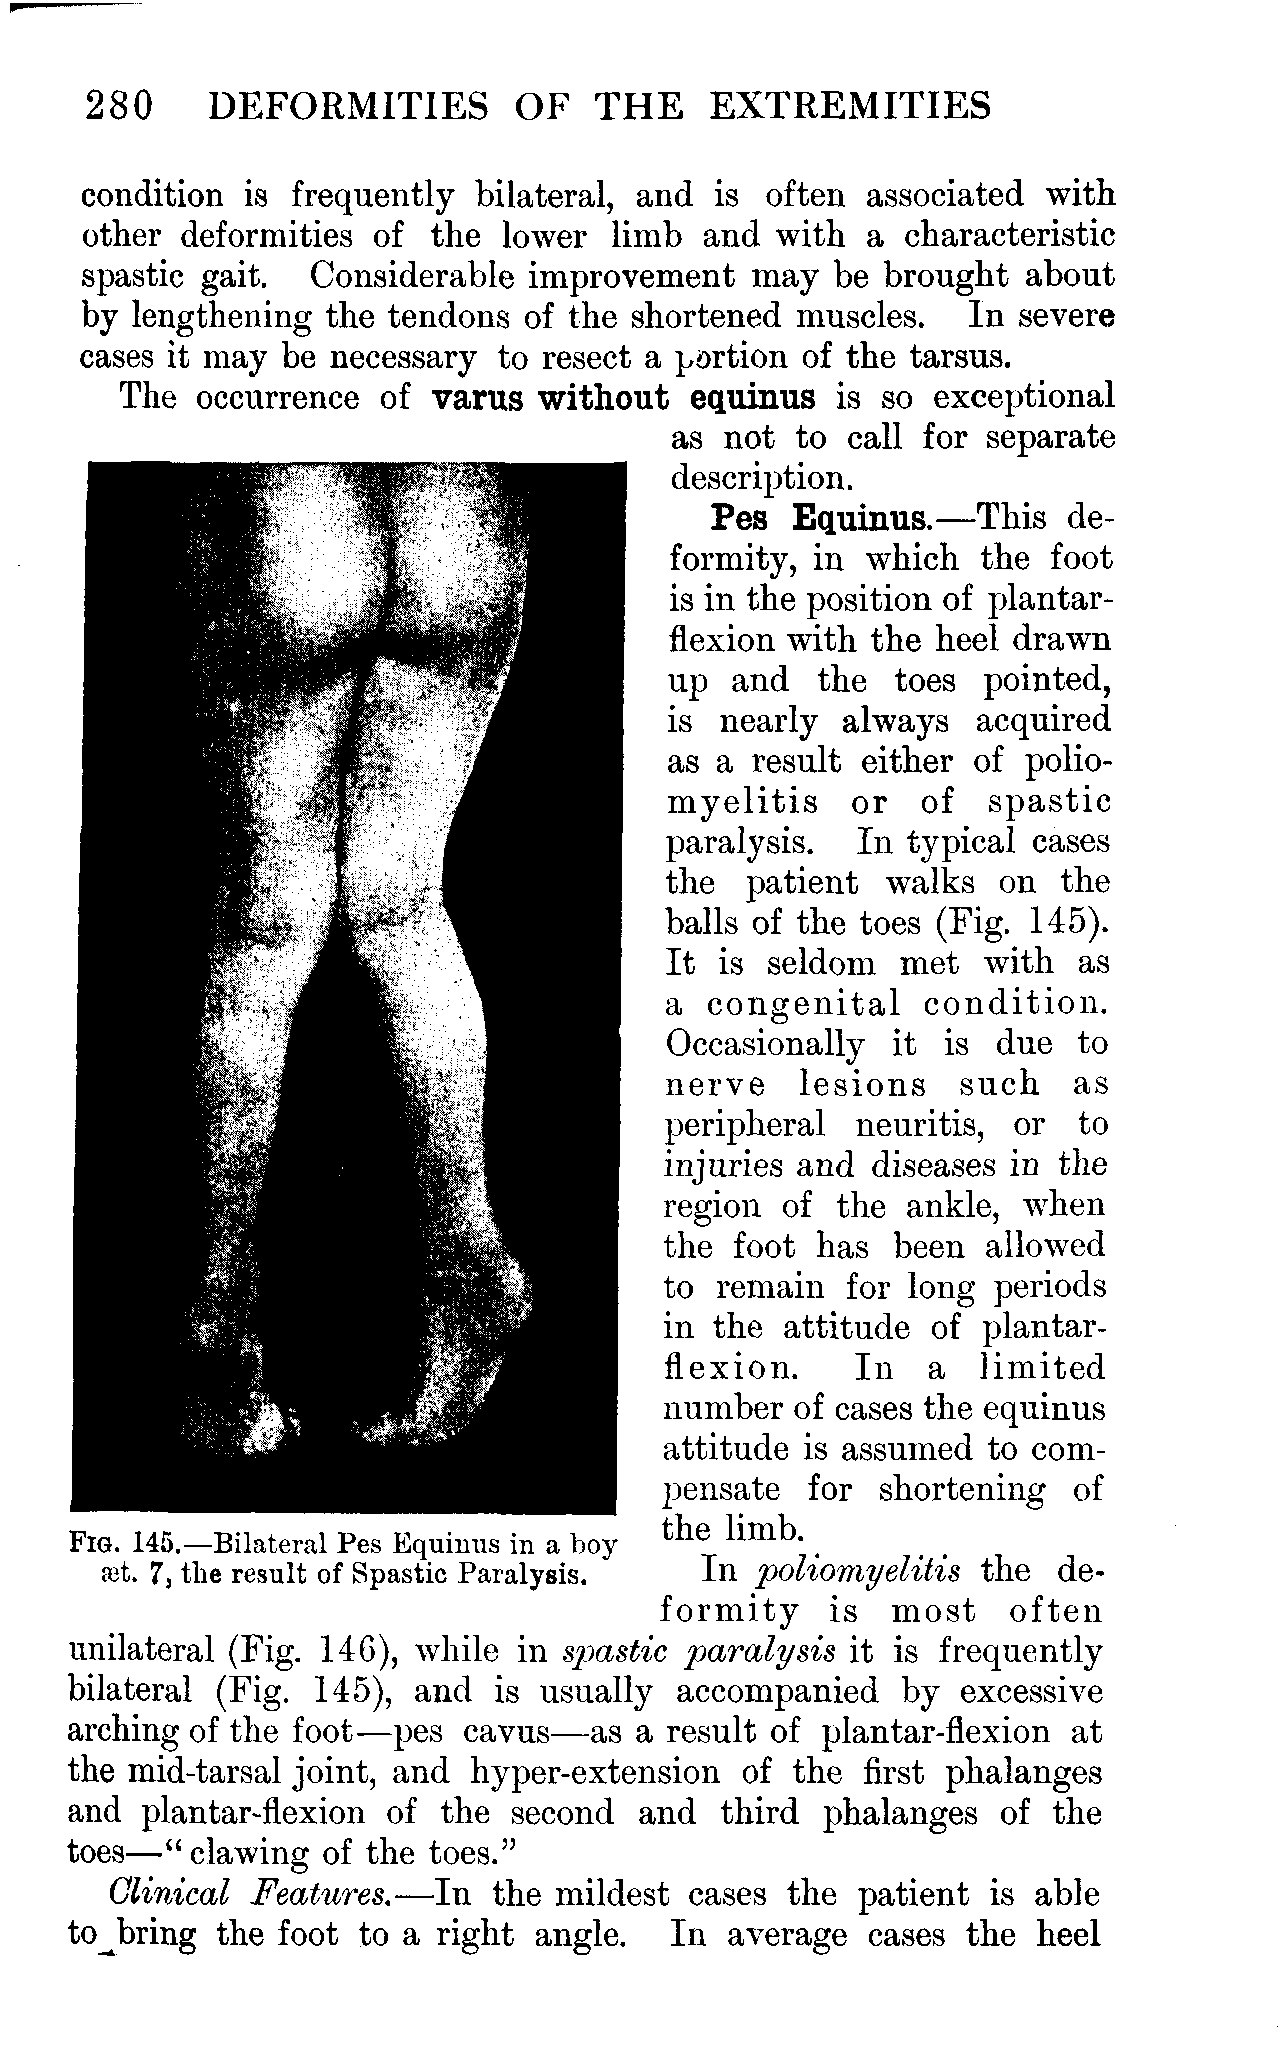 280 DEFORMITIES OF THE EXTREMITIES
condition is frequently bilateral, and is often associated with
other deformities of the lower limb and with a characteristic
spastic gait. Considerable improvement may be brought about
by lengthening the tendons of the shortened muscles. In severe
cases it may be necessary to resect a portion of the tarsus.
The occurrence of varus without equinus is so exceptional
as not to call for separate
description.
Pes Equinus.—This de-
formity, in which the foot
is in the position of plantar-
flexion with the heel drawn
up and the toes pointed,
is nearly always acquired
as a result either of polio-
myelitis or of spastic
paralysis. In typical cases
the patient walks on the
balls of the toes (Fig. 145).
It is seldom met with as
a congenital condition.
Occasionally it is due to
nerve lesions such as
peripheral neuritis, or to
injuries and diseases in the
region of the ankle, when
the foot has been allowed
to remain for long periods
in the attitude of plantar-
flexion. In a limited
number of cases the equinus
attitude is assumed to com-
pensate for shortening of
the limb.
FIG. 145.—Bilateral Pes Equinus in a boy
æt. 7, the result of Spastic Paralysis.
In poliomyelitis the de-
formity is most often
unilateral (Fig. 146), while in spastic paralysis it is frequently
bilateral (Fig. 145), and is usually accompanied by excessive
arching of the foot—pes cavus—as a result of plantar-flexion at
the mid-tarsal joint, and hyper-extension of the first phalanges
and plantar-flexion of the second and third phalanges of the
toes—“clawing of the toes.”
Clinical Features.—In the mildest cases the patient is able
to bring the foot to a right angle. In average cases the heel